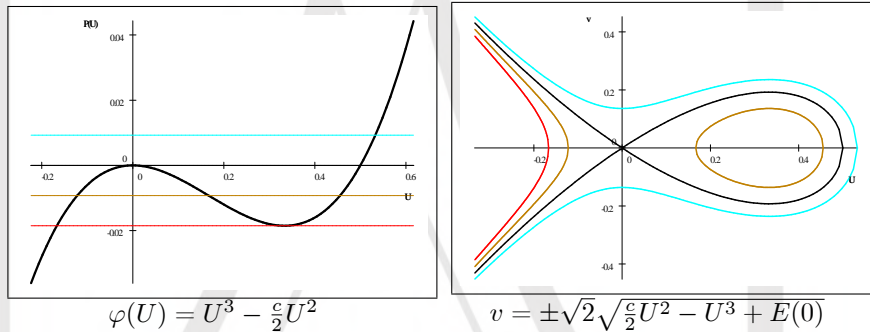 P(U)
0.04
0.02
-0.2
0
0.2
0.4
0.6
U
-0.02
φ(U) = U³ − c/2 U²
v
0.4
0.2
-0.2
0
0.2
0.4
U
-0.2
-0.4
v = ±√2 √(c/2 U² − U³ + E(0))